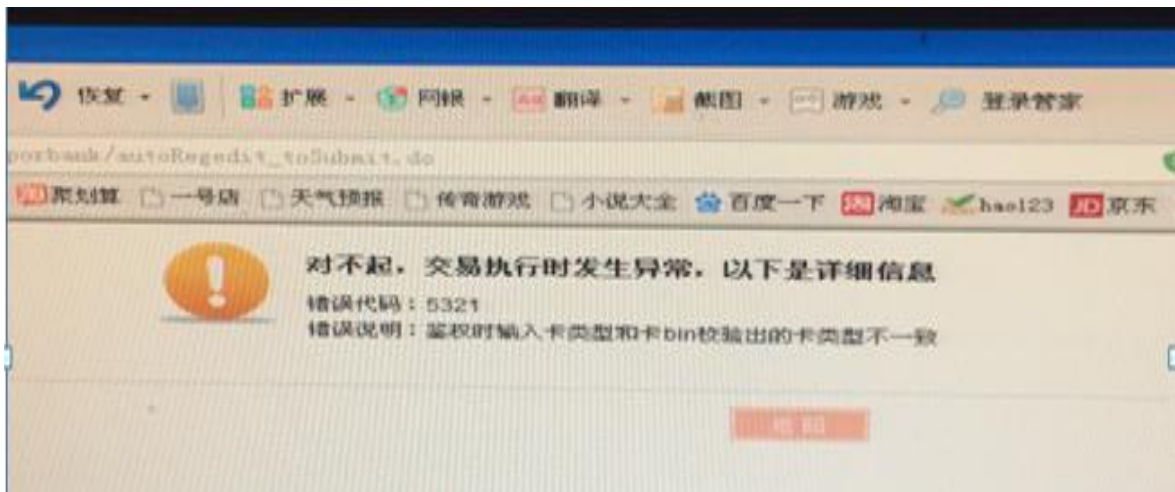 恢复 扩展 网银 翻译 截图 游戏 登录管家
porbank/autoRegedit_toSubmit.do
淘 聚划算 一号店 天气预报 传奇游戏 小说大全 百度一下 淘 淘宝 hao123 JD 京东
对不起，交易执行时发生异常，以下是详细信息
错误代码：5321
错误说明：鉴权时输入卡类型和卡bin校验出的卡类型不一致
返回